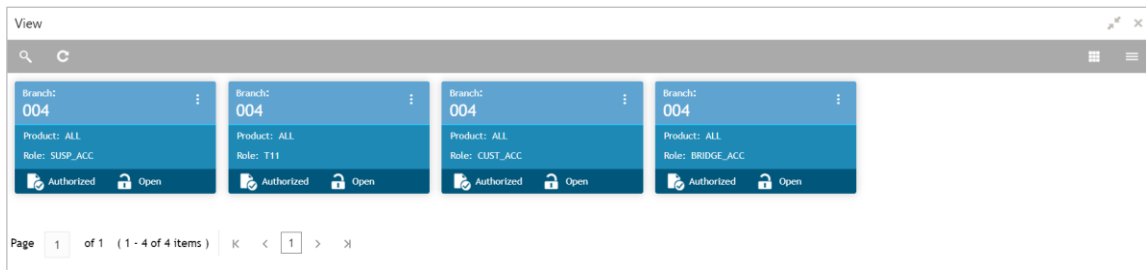 View
Branch:
004
Product: ALL
Role: SUSP_ACC
Authorized Open
Branch:
004
Product: ALL
Role: T11
Authorized Open
Branch:
004
Product: ALL
Role: CUST_ACC
Authorized Open
Branch:
004
Product: ALL
Role: BRIDGE_ACC
Authorized Open
Page 1 of 1 ( 1 - 4 of 4 items ) 1